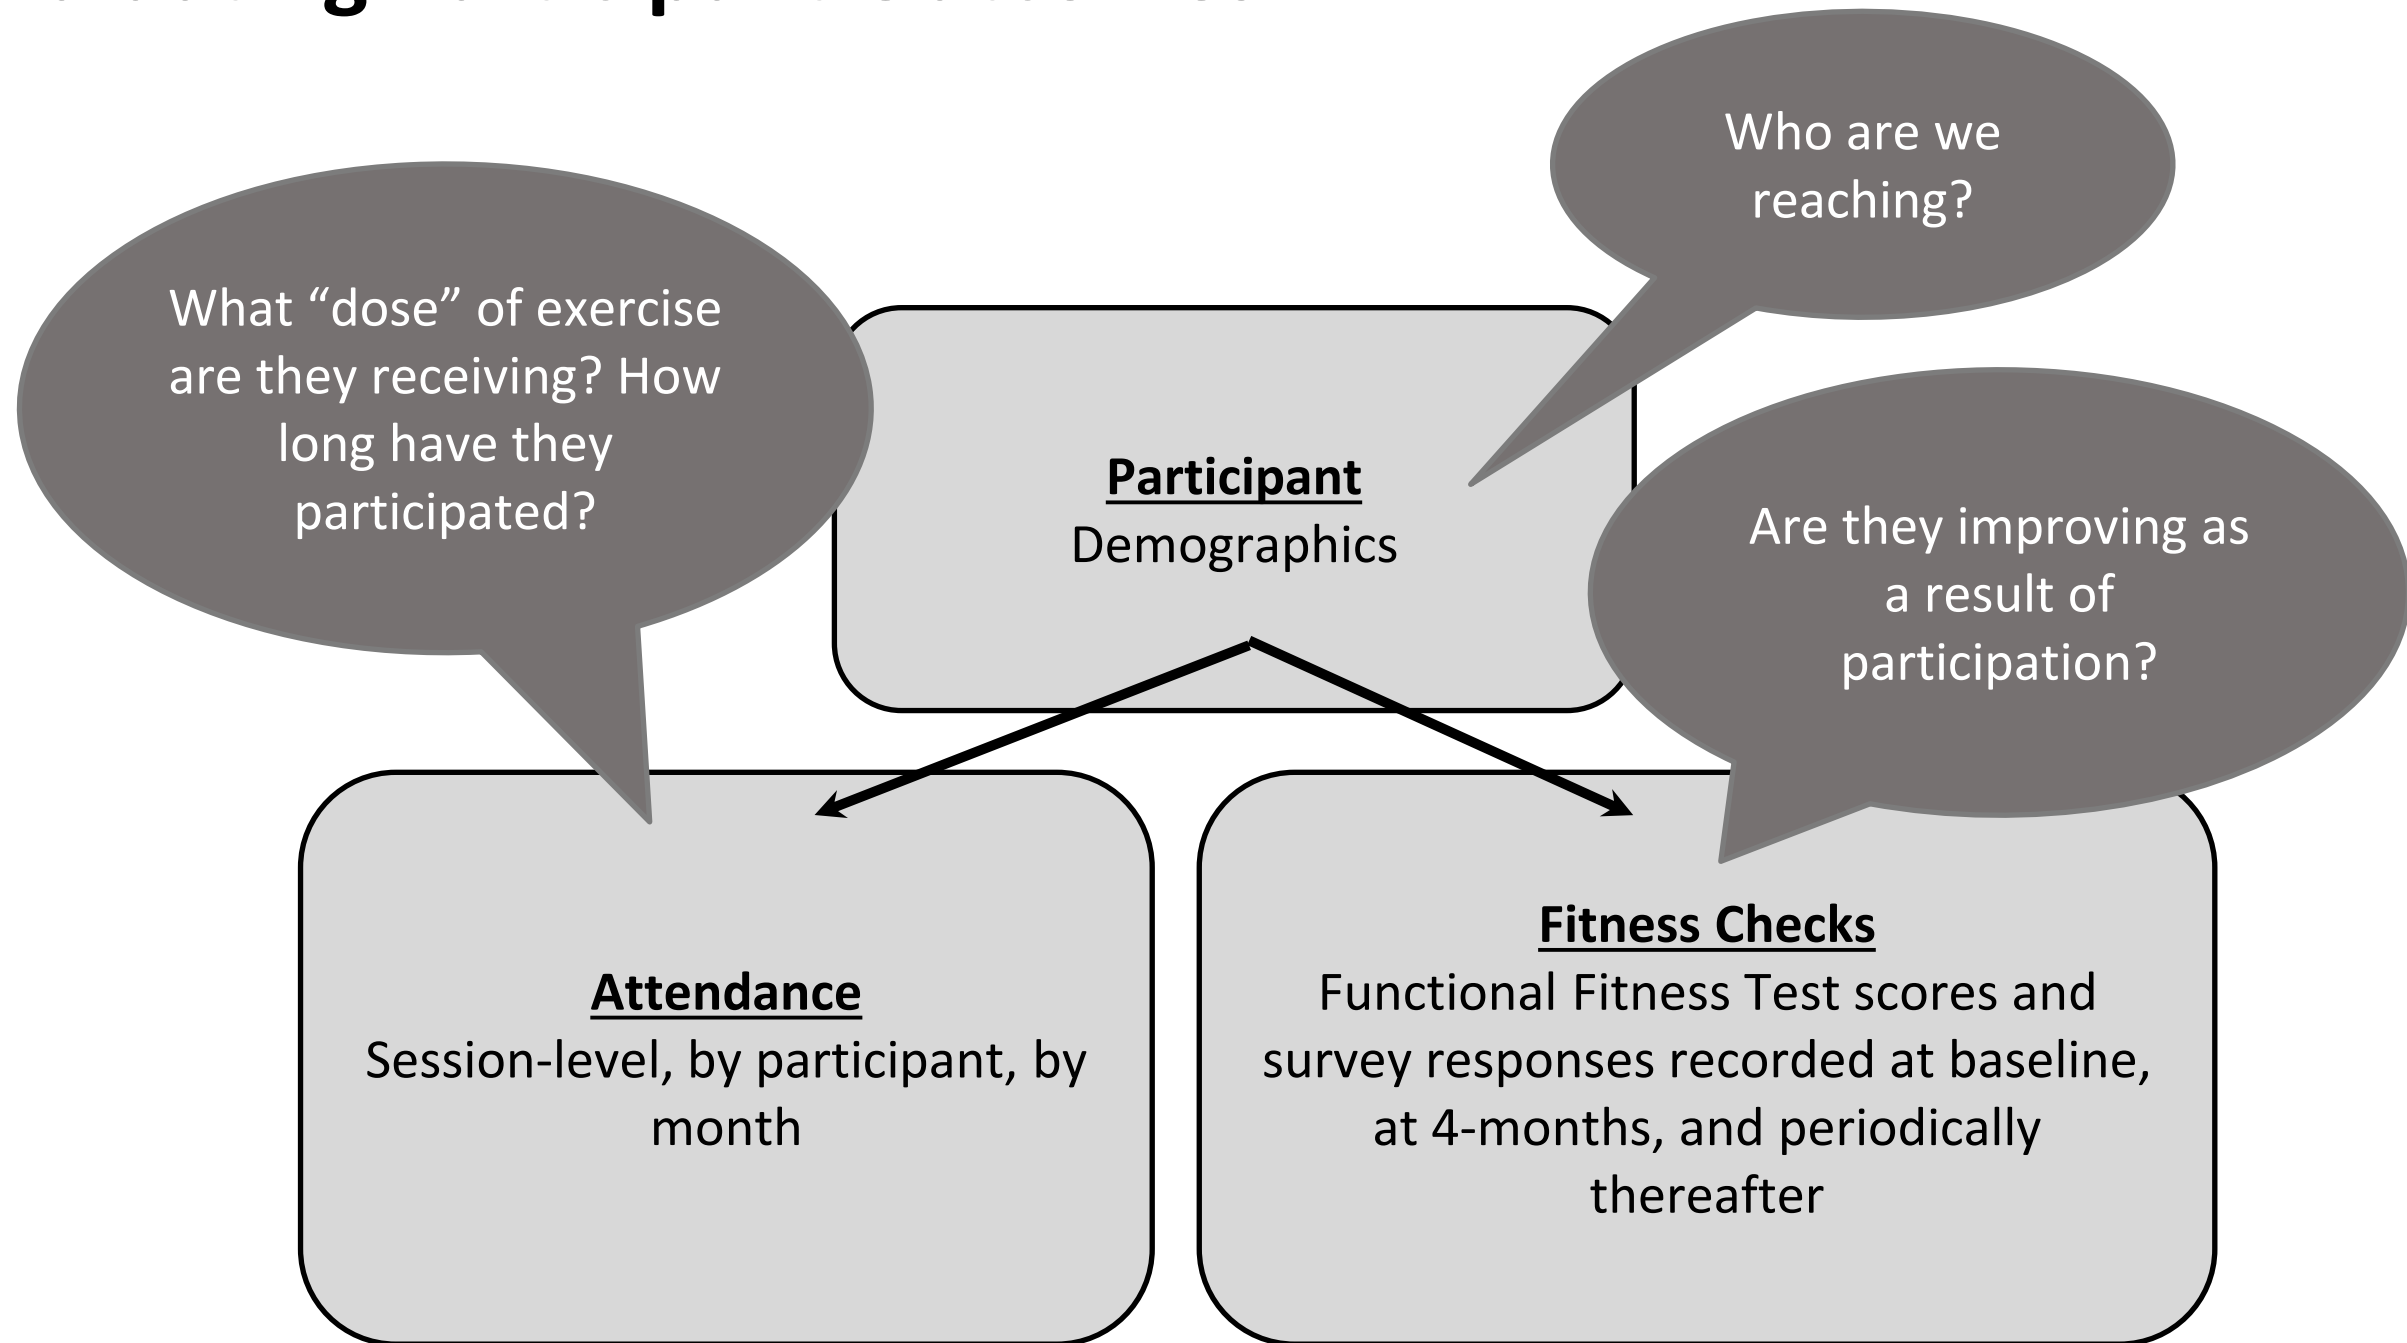 Who are we
reaching?
What “dose” of exercise
are they receiving? How
long have they
participated?
Participant
Demographics
Are they improving as
a result of
participation?
Attendance
Session-level, by participant, by
month
Fitness Checks
Functional Fitness Test scores and
survey responses recorded at baseline,
at 4-months, and periodically
thereafter